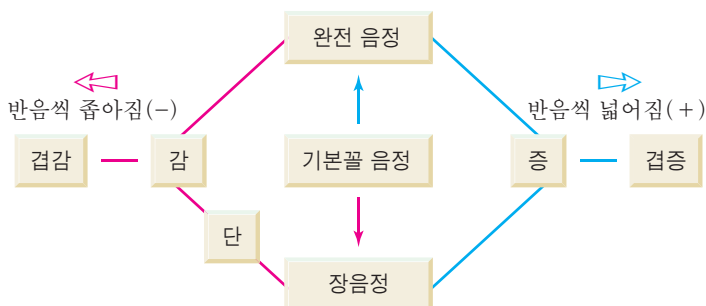 완전 음정
반음씩 좁아짐(-)
반음씩 넓어짐(+)
겹감
감
기본꼴 음정
증
겹증
단
장음정